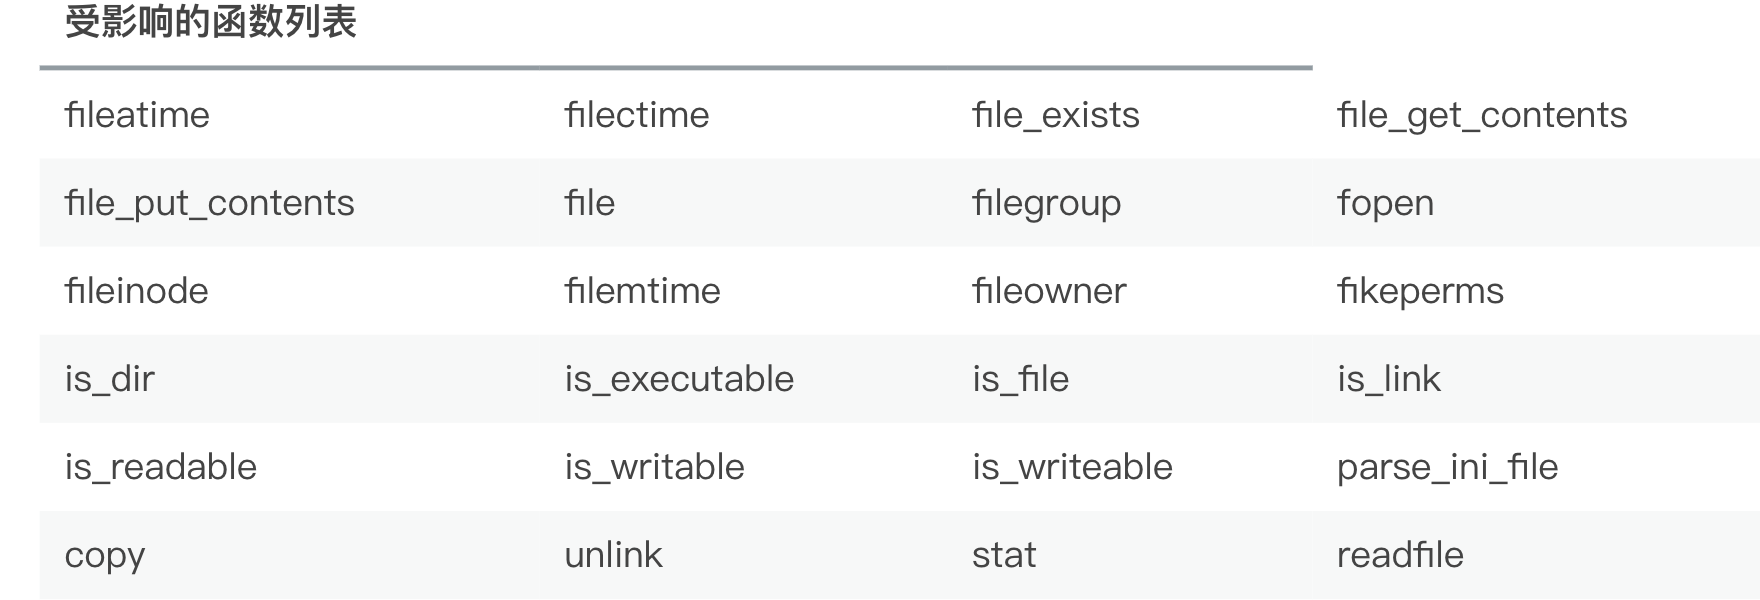 受影响的函数列表
fileatime filectime file_exists file_get_contents
file_put_contents file filegroup fopen
fileinode filemtime fileowner fikeperms
is_dir is_executable is_file is_link
is_readable is_writable is_writeable parse_ini_file
copy unlink stat readfile